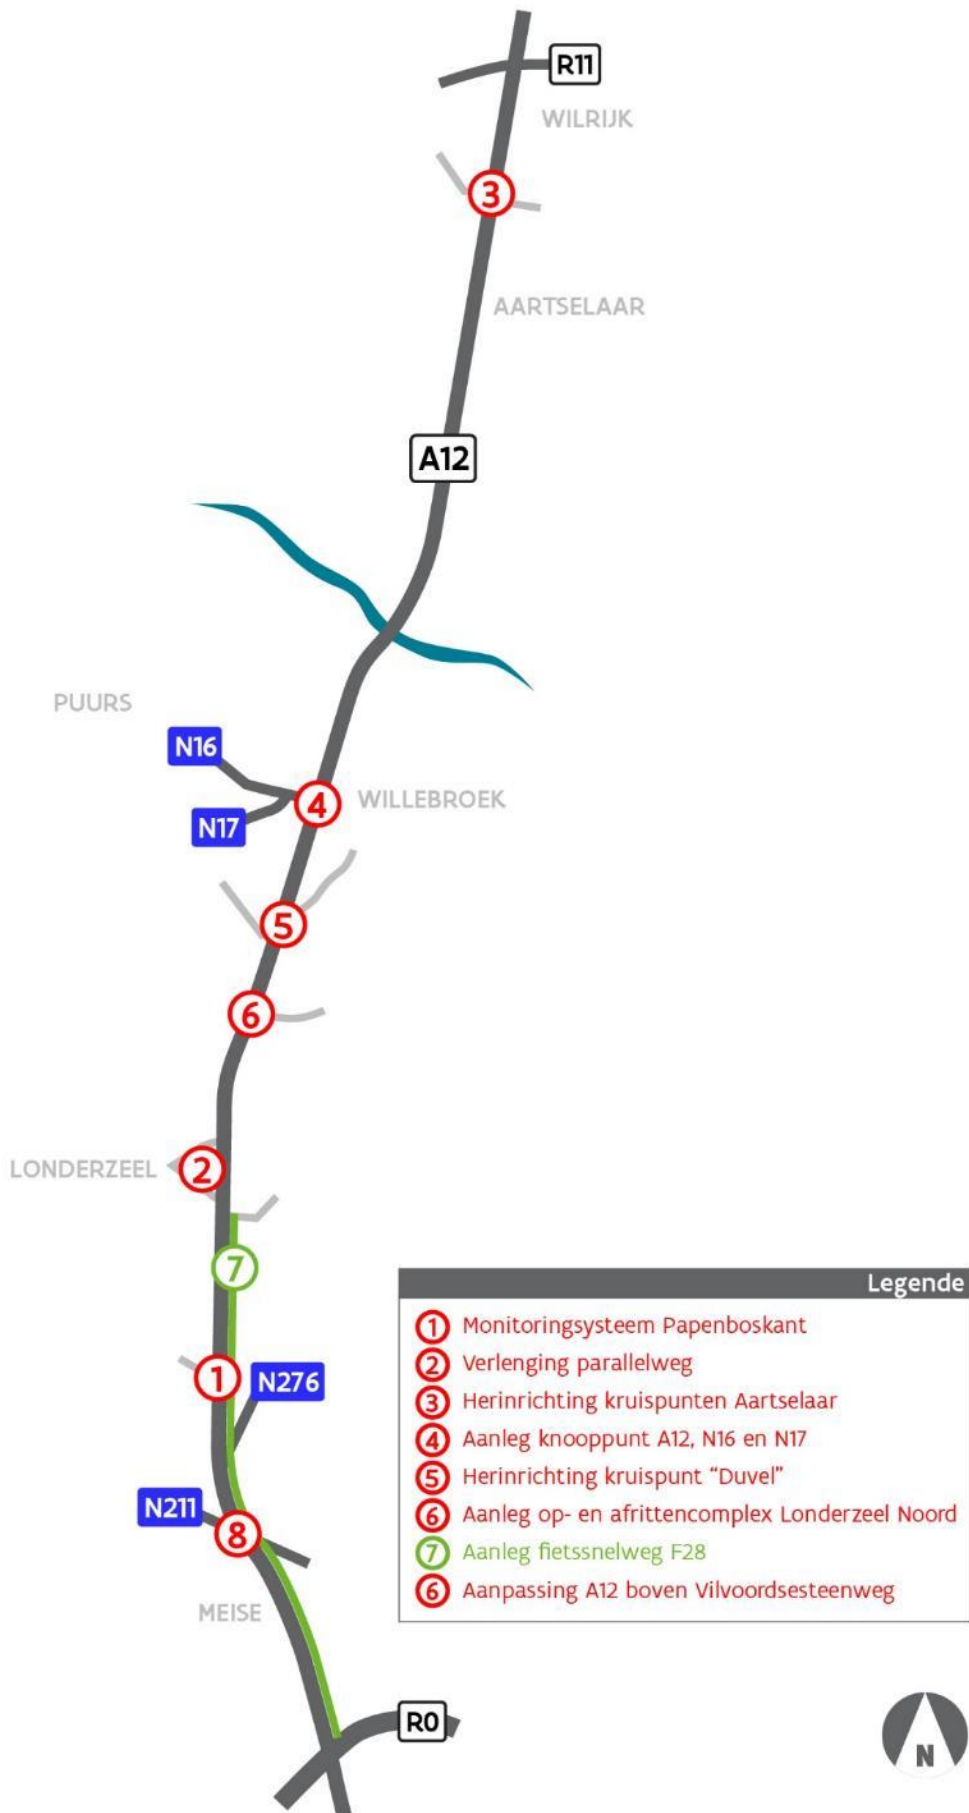 R11
WILRIJK
3
AARTSELAAR
A12
PUURS
N16
N17
4
WILLEBROEK
5
6
LONDERZEEL
2
7
1
N276
N211
8
MEISE
R0
Legende
1 Monitoringsysteem Papenboskant
2 Verlenging parallelweg
3 Herinrichting kruispunten Aartselaar
4 Aanleg knooppunt A12, N16 en N17
5 Herinrichting kruispunt “Duvel”
6 Aanleg op- en afrittencomplex Londerzeel Noord
7 Aanleg fietssnelweg F28
6 Aanpassing A12 boven Vilvoordsesteenweg
N